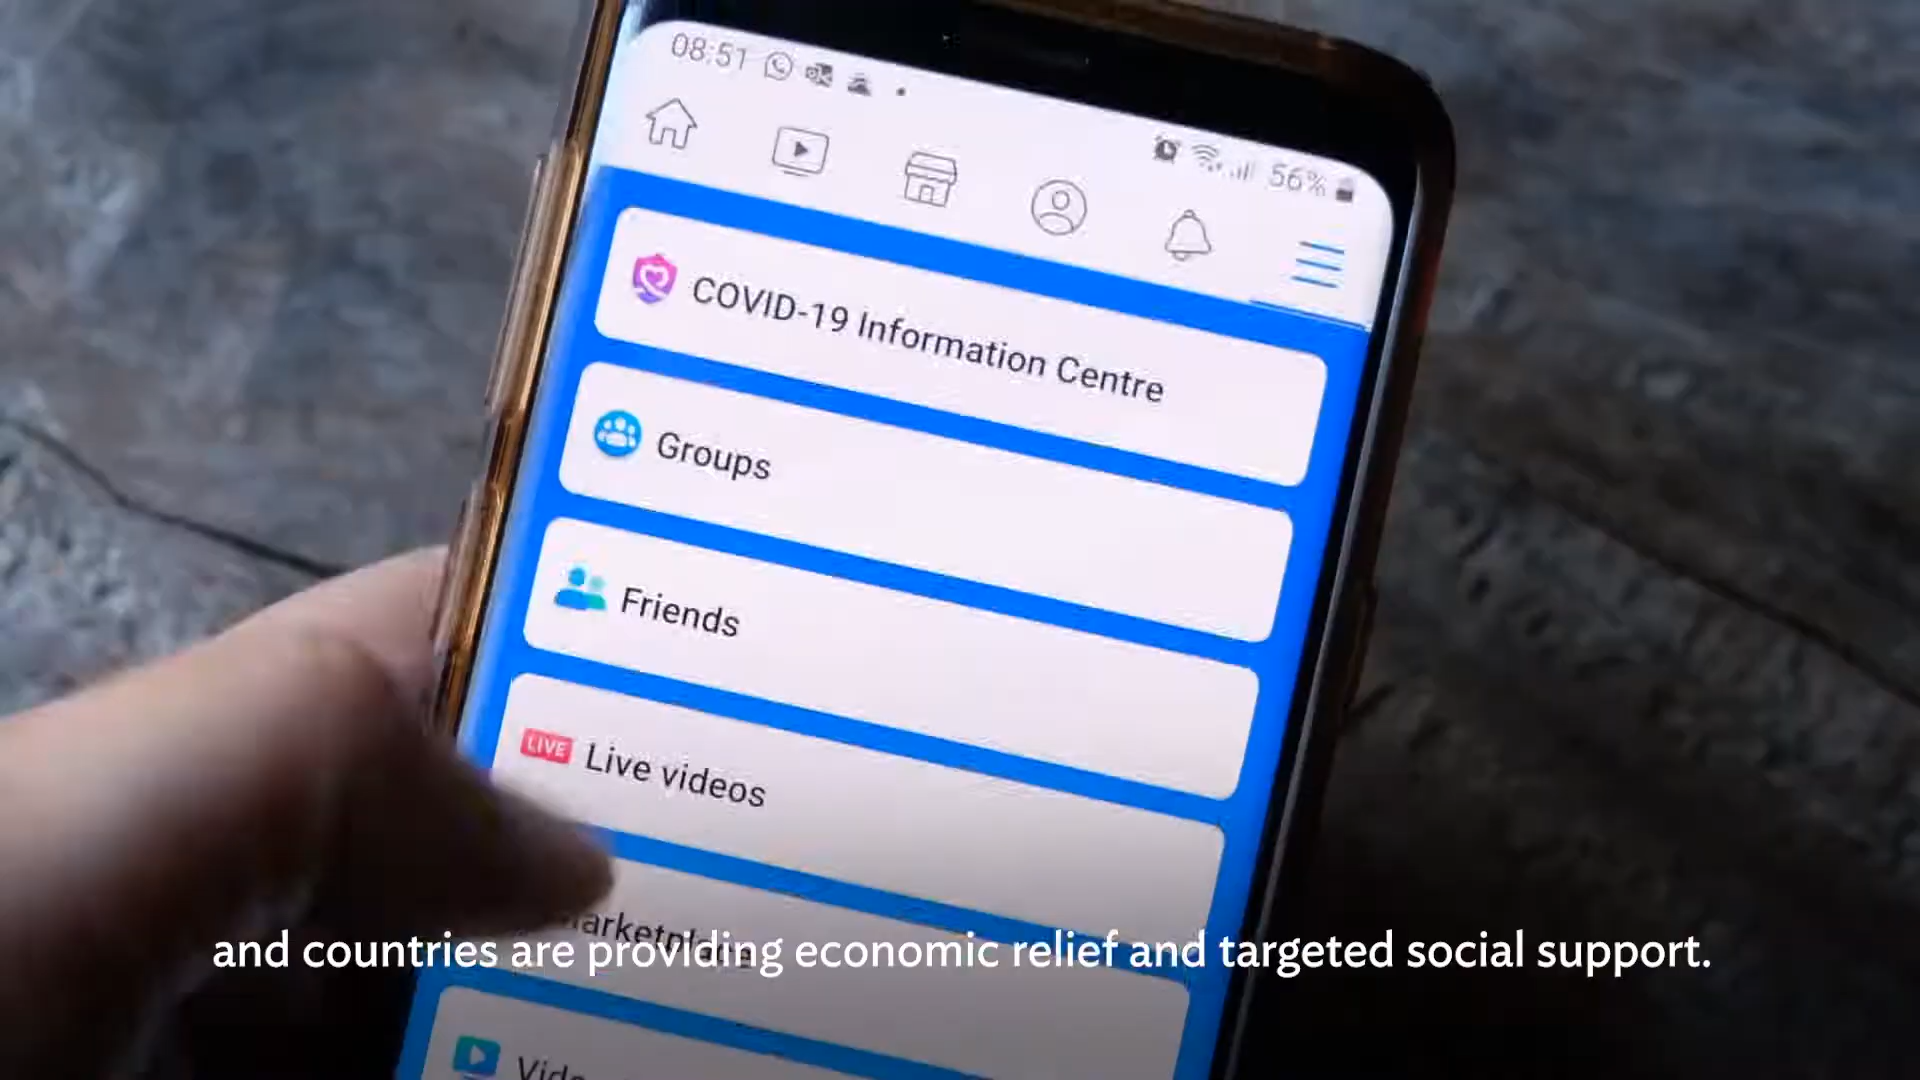 08:51
56%
COVID-19 Information Centre
Groups
Friends
LIVE Live videos
and countries are providing economic relief and targeted social support.